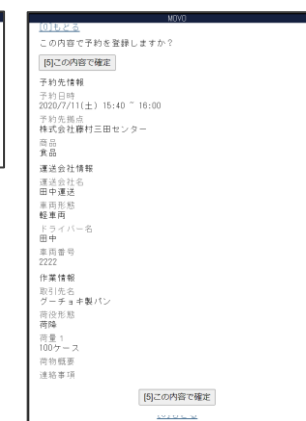 MOVO
[0]もどる
この内容で予約を登録しますか？
[5]この内容で確定
予約先情報
予約日時
2020/7/11(土) 15:40 ~ 16:00
予約先拠点
株式会社藤村三田センター
商品
食品
運送会社情報
運送会社名
田中運送
車両形態
軽車両
ドライバー名
田中
車両番号
2222
作業情報
取引先名
グーチョキ製パン
荷役形態
荷降
荷量 1
100ケース
荷物概要
連絡事項
[5]この内容で確定
[0]もどる